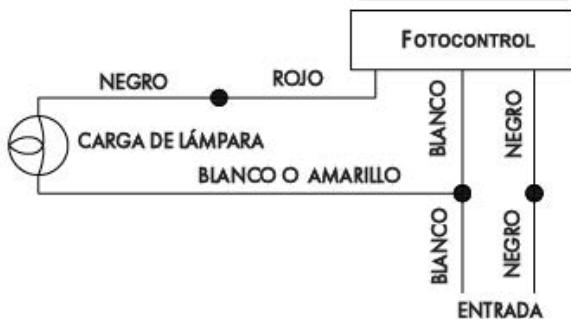 FOTOCONTROL
NEGRO
ROJO
BLANCO
NEGRO
CARGA DE LÁMPARA
BLANCO O AMARILLO
BLANCO
NEGRO
ENTRADA